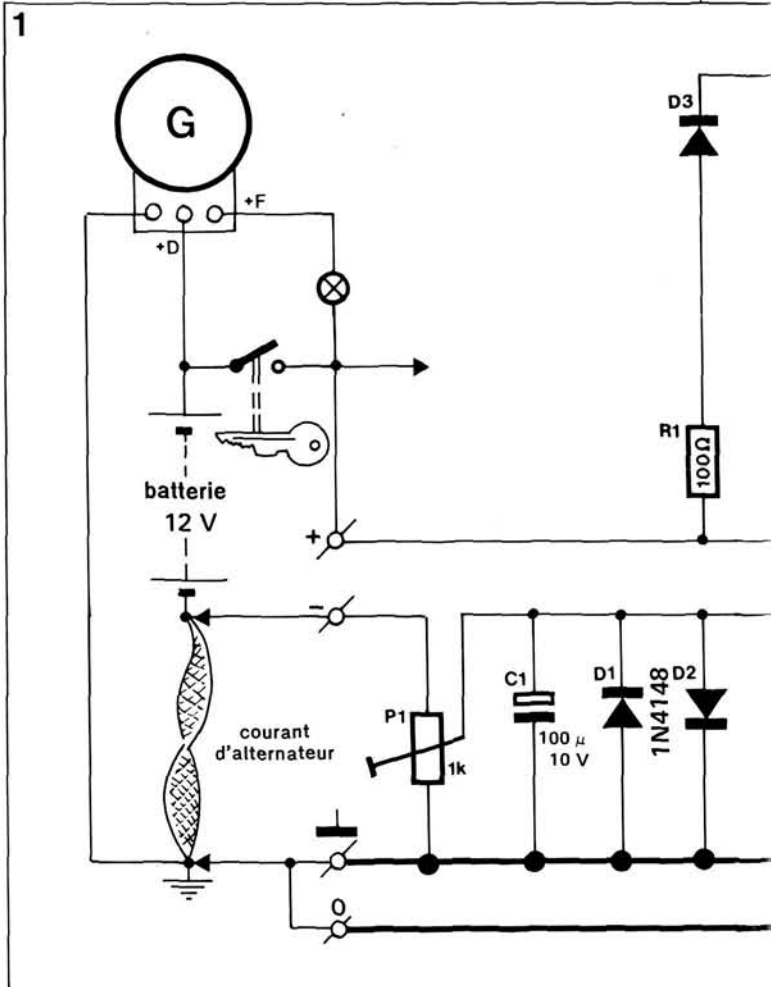 1
G
+F
+D
D3
R1
100Ω
batterie
12 V
+
−
C1
D1
1N4148
D2
P1
100 µ
10 V
1k
courant
d'alternateur
0